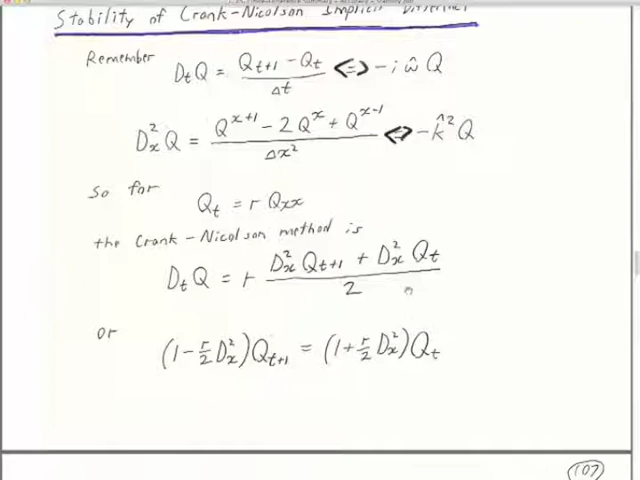 Stability of Crank-Nicolson Implicit
Remember
D_t Q = (Q_{t+1} - Q_t) / Δt <=> -i ω̂ Q
D_x^2 Q = (Q^{x+1} - 2Q^x + Q^{x-1}) / Δx^2 <=> -k̂^2 Q
So for
Q_t = r Q_xx
the Crank-Nicolson method is
D_t Q = r (D_x^2 Q_{t+1} + D_x^2 Q_t) / 2
or
(1 - r/2 D_x^2) Q_{t+1} = (1 + r/2 D_x^2) Q_t
107